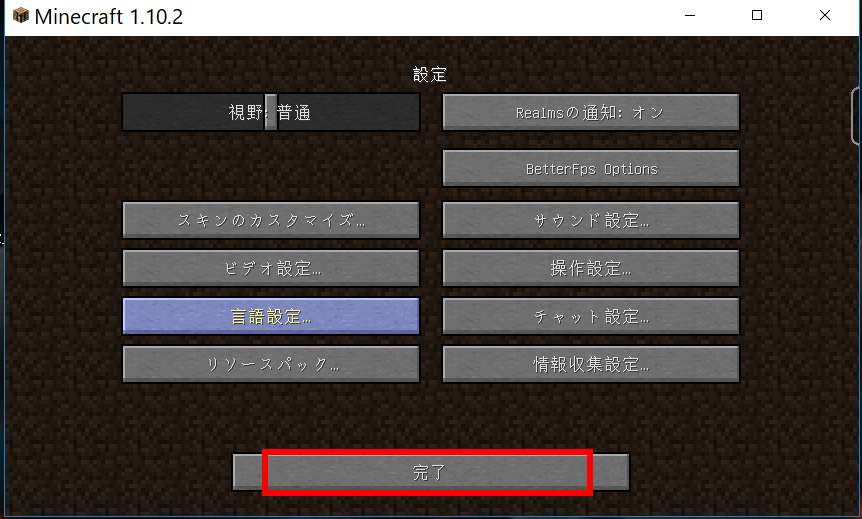 Minecraft 1.10.2
設定
視野: 普通
Realmsの通知: オン
BetterFps Options
スキンのカスタマイズ…
サウンド設定…
ビデオ設定…
操作設定…
言語設定…
チャット設定…
リソースパック…
情報収集設定…
完了